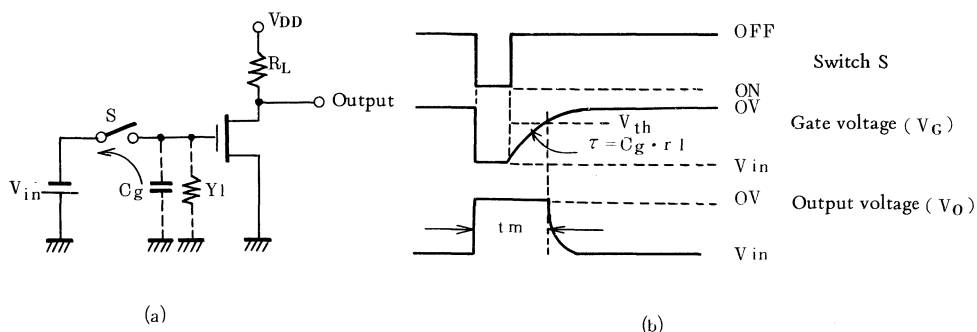 VDD
RL
Output
S
Vin
Cg
Yl
(a)
OFF
Switch S
ON
OV
Gate voltage (VG)
Vth
τ = Cg · r l
Vin
OV
Output voltage (VO)
tm
Vin
(b)